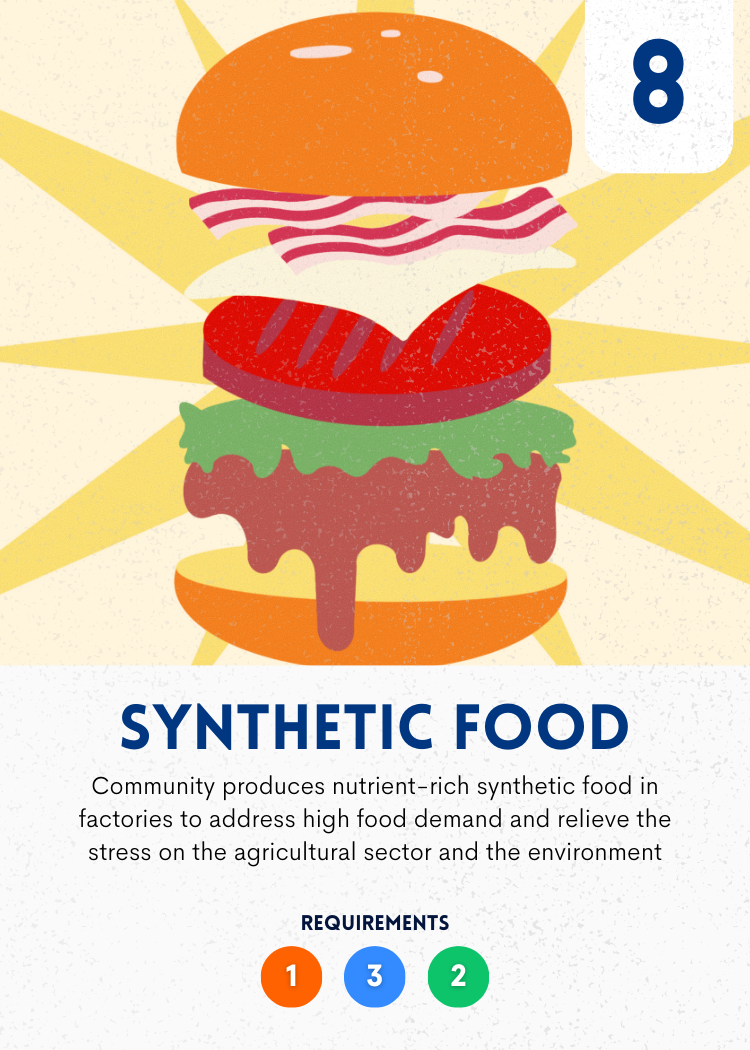 8
SYNTHETIC FOOD
Community produces nutrient-rich synthetic food in
factories to address high food demand and relieve the
stress on the agricultural sector and the environment
REQUIREMENTS
1 3 2